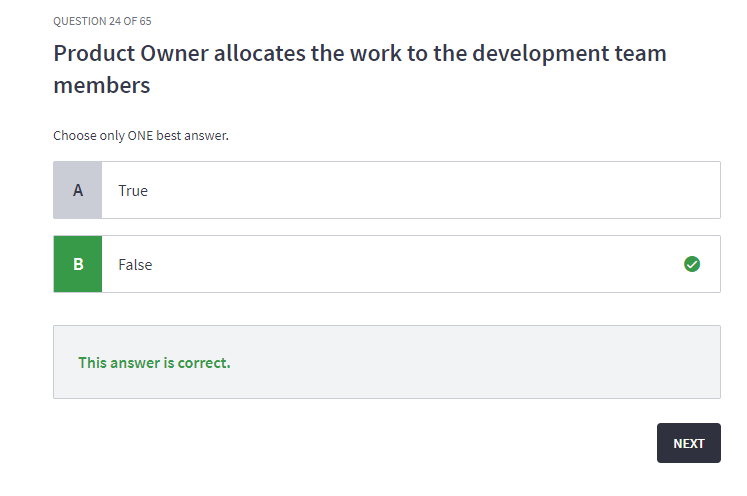 QUESTION 24 OF 65
Product Owner allocates the work to the development team
members
Choose only ONE best answer.
A True
B False
This answer is correct.
NEXT